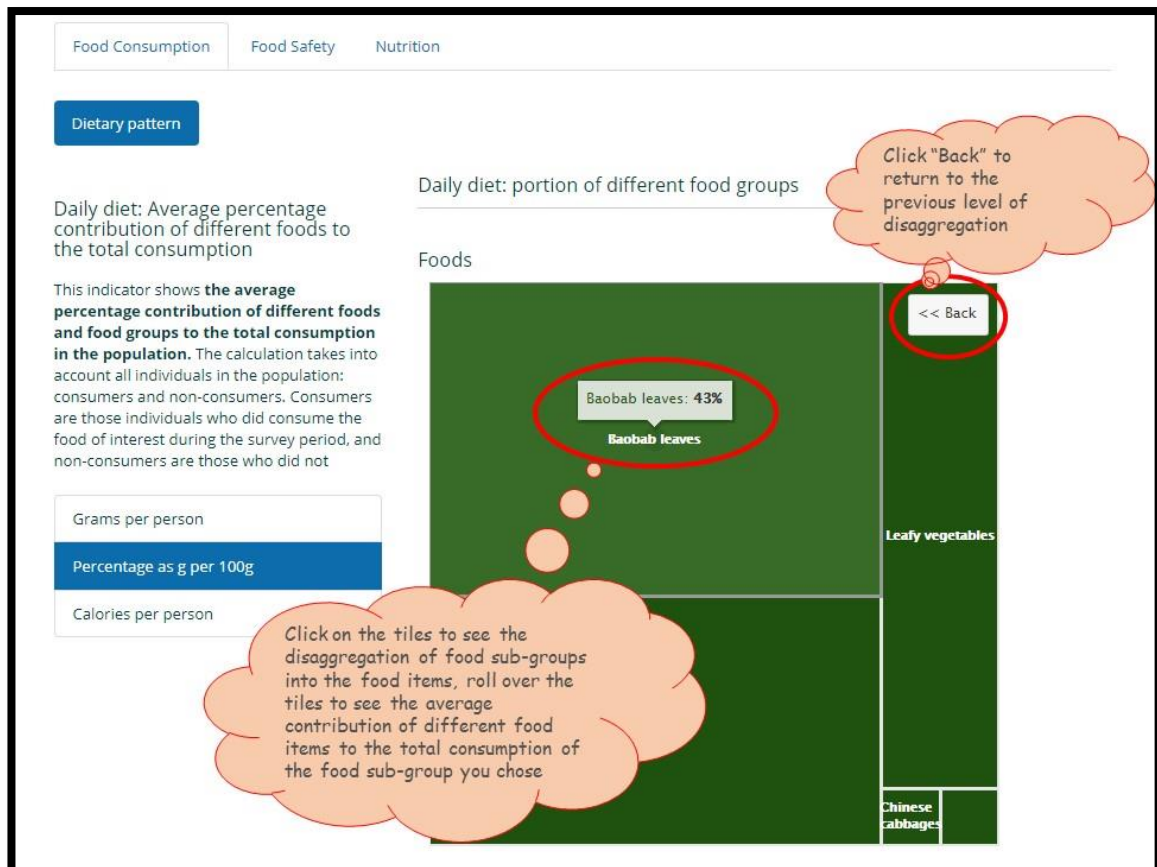 Food Consumption
Food Safety
Nutrition
Dietary pattern
Daily diet: Average percentage
contribution of different foods to
the total consumption
This indicator shows the average
percentage contribution of different foods
and food groups to the total consumption
in the population. The calculation takes into
account all individuals in the population:
consumers and non-consumers. Consumers
are those individuals who did consume the
food of interest during the survey period, and
non-consumers are those who did not
Grams per person
Percentage as g per 100g
Calories per person
Daily diet: portion of different food groups
Click "Back" to
return to the
previous level of
disaggregation
Foods
<< Back
Baobab leaves: 43%
Baobab leaves
Leafy vegetables
Click on the tiles to see the
disaggregation of food sub-groups
into the food items, roll over the
tiles to see the average
contribution of different food
items to the total consumption of
the food sub-group you chose
Chinese
cabbages